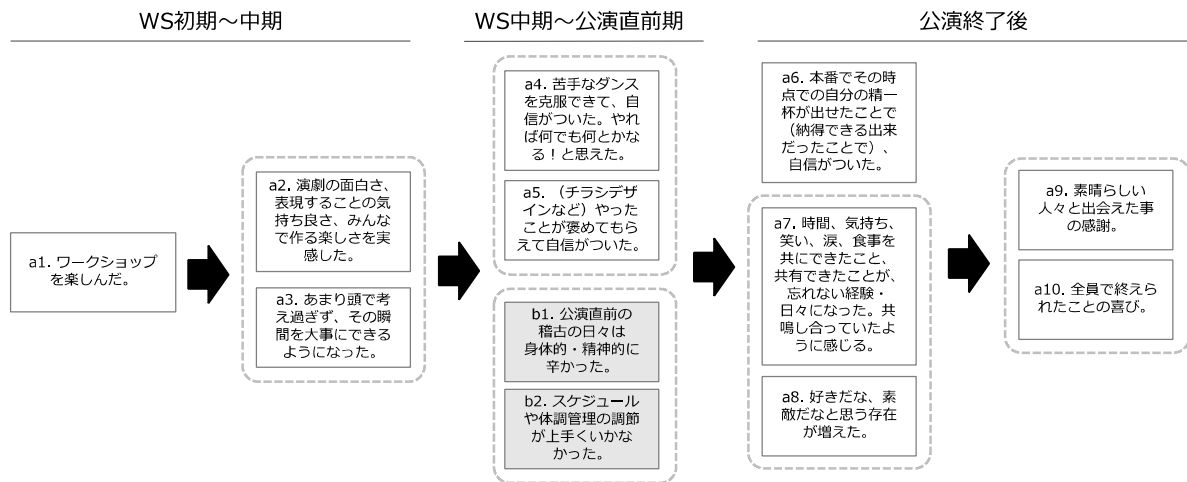 WS初期～中期
WS中期～公演直前期
公演終了後
a1. ワークショップ
を楽しんだ。
a2. 演劇の面白さ、
表現することの気
持ち良さ、みんな
で作る楽しさを実
感した。
a3. あまり頭で考
え過ぎず、その瞬
間を大事にできる
ようになった。
a4. 苦手なダンス
を克服できて、自
信がついた。やれ
ば何でも何とかな
る！と思えた。
a5. （チラシデザ
インなど）やった
ことが褒めてもら
えて自信がついた。
b1. 公演直前の
稽古の日々は
身体的・精神的に
辛かった。
b2. スケジュール
や体調管理の調節
が上手くいかな
かった。
a6. 本番でその時
点での自分の精一
杯が出せたことで
（納得できる出来
だったことで）、
自信がついた。
a7. 時間、気持ち、
笑い、涙、食事を
共にできたこと、
共有できたことが、
忘れない経験・
日々になった。共
鳴し合っていたよ
うに感じる。
a8. 好きだな、素
敵だなと思う存在
が増えた。
a9. 素晴らしい
人々と出会えた事
の感謝。
a10. 全員で終えら
れたことの喜び。